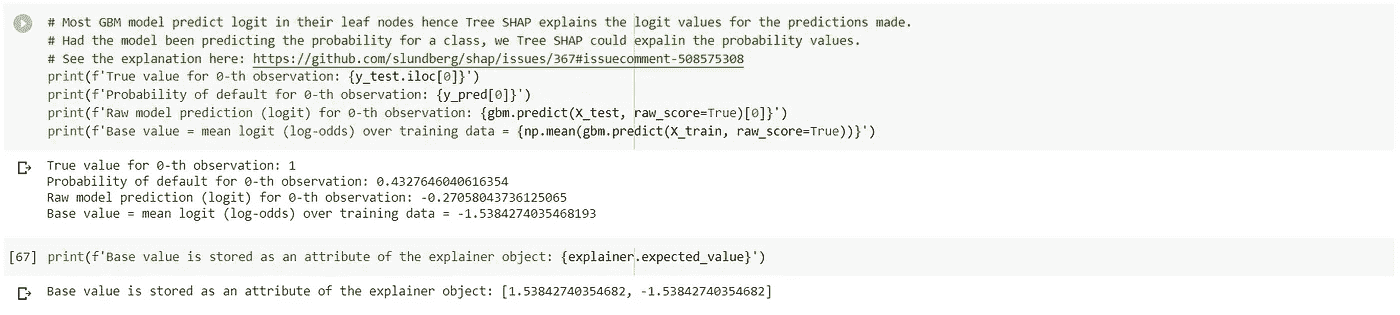 # Most GBM model predict logit in their leaf nodes hence Tree SHAP explains the logit values for the predictions made.
# Had the model been predicting the probability for a class, we Tree SHAP could expalin the probability values.
# See the explanation here: https://github.com/slundberg/shap/issues/367#issuecomment-508575308
print(f'True value for 0-th observation: {y_test.iloc[0]}')
print(f'Probability of default for 0-th observation: {y_pred[0]}')
print(f'Raw model prediction (logit) for 0-th observation: {gbm.predict(X_test, raw_score=True)[0]}')
print(f'Base value = mean logit (log-odds) over training data = {np.mean(gbm.predict(X_train, raw_score=True))}')
True value for 0-th observation: 1
Probability of default for 0-th observation: 0.4327646040616354
Raw model prediction (logit) for 0-th observation: -0.27058043736125065
Base value = mean logit (log-odds) over training data = -1.5384274035468193
[67] print(f'Base value is stored as an attribute of the explainer object: {explainer.expected_value}')
Base value is stored as an attribute of the explainer object: [1.53842740354682, -1.53842740354682]